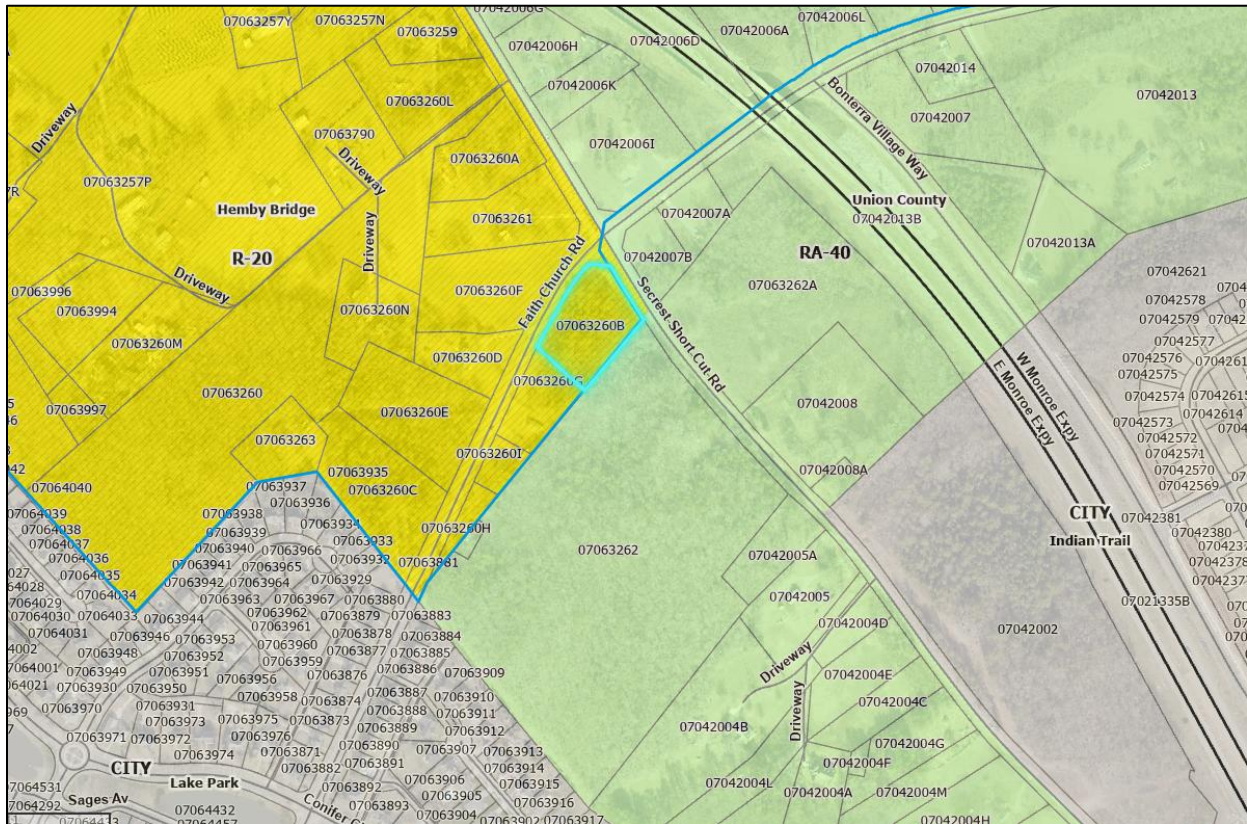 07063257Y
07063257N
07042006G
07042006L
07063259
07042006H
07042006D
07042006A
07042014
07042006K
07042013
07063260L
Bonterra Village Way
07042007
Driveway
07063790
07042006I
Driveway
07063260A
07063257P
Union County
Hemby Bridge
07063261
07042007A
07042013B
Driveway
Faith Church Rd
R-20
RA-40
07042013A
07042007B
Driveway
07063260F
07042621
07063996
07063262A
07042578
07063994
07063260N
07063260B
Secrest Short Cut Rd
07042579
07042577
07063260M
07063260D
07042576
07042575
W Monroe Expy
E Monroe Expy
07063260G
07063260
07042008
07042574
07042615
07063997
07063260E
07042614
07042573
07063263
07042572
07063260I
07042571
07063935
07042008A
07042570
07064040
07063937
07063260C
07042569
07063936
CITY
07042381
07064039
07063938
07063934
07063260H
07042380
07064038
07063939
07063933
Indian Trail
07064037
07063940
07063966
07063262
07064036
07063941
07063965
07063932
07063881
07042005A
07064035
07063942
07063964
07063929
07064034
07063963
07063967
07063880
07042005
07021335B
07064029
07064033
07063944
07063962
07063879
07063883
07064030
07063961
07042004D
07042002
07064031
07063946
07063953
07063878
07063884
07063960
07063948
07063952
07063877
07063885
Driveway
07063959
07063949
07063951
07063886
07063909
07042004E
07063956
07063876
07063930
07063950
07063887
07063910
07042004C
07063958
07063874
07063970
07063931
07063888
07063911
Driveway
07063973
07063975
07063873
07063889
07063912
07042004B
07063971
07063972
07063976
07063890
07063907
07063913
07042004G
07063974
07063871
07063891
07063914
07042004F
CITY
07063882
07063906
07063915
Lake Park
07063892
07042004L
07042004A
07042004M
07063905
07063916
Sages Av
07064432
Conifer
07063893
07063904
07063902
07063917
07042004H